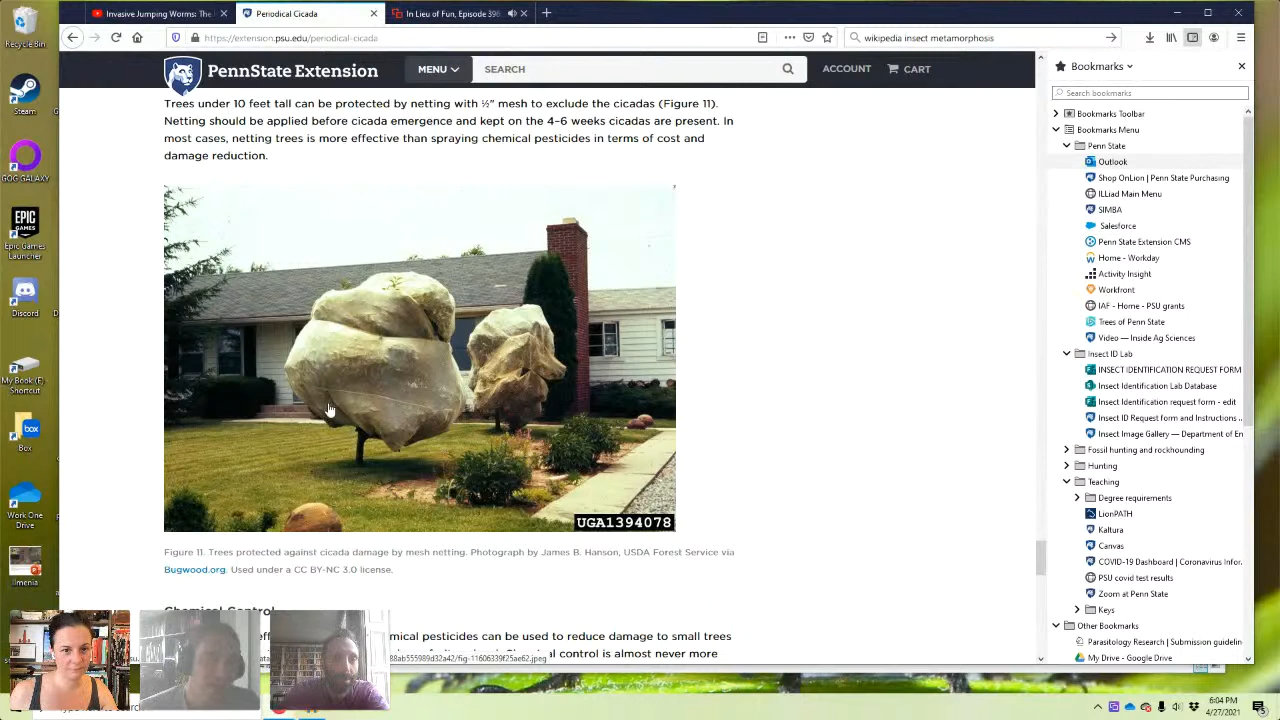 Invasive Jumping Worms: The
Periodical Cicada
In Lieu of Fun, Episode 398
https://extension.psu.edu/periodical-cicada
wikipedia insect metamorphosis
PennState Extension
MENU
SEARCH
ACCOUNT
CART
Trees under 10 feet tall can be protected by netting with ½" mesh to exclude the cicadas (Figure 11).
Netting should be applied before cicada emergence and kept on the 4–6 weeks cicadas are present. In
most cases, netting trees is more effective than spraying chemical pesticides in terms of cost and
damage reduction.
UGA1394078
Figure 11. Trees protected against cicada damage by mesh netting. Photograph by James B. Hanson, USDA Forest Service via
Bugwood.org. Used under a CC BY-NC 3.0 license.
Chemical Control
mical pesticides can be used to reduce damage to small trees
control is almost never more
88ab555989d32a42/fig-11606339f25ae62.jpeg
Bookmarks
Search bookmarks
Bookmarks Toolbar
Bookmarks Menu
Penn State
Outlook
Shop OnLion | Penn State Purchasing
ILLiad Main Menu
SIMBA
Salesforce
Penn State Extension CMS
Home - Workday
Activity Insight
Workfront
IAF - Home - PSU grants
Trees of Penn State
Video — Inside Ag Sciences
Insect ID Lab
INSECT IDENTIFICATION REQUEST FORM
Insect Identification Lab Database
Insect Identification request form - edit
Insect ID Request form and Instructions ...
Insect Image Gallery — Department of En
Fossil hunting and rockhounding
Hunting
Teaching
Degree requirements
LionPATH
Kaltura
Canvas
COVID-19 Dashboard | Coronavirus Infor...
PSU covid test results
Zoom at Penn State
Keys
Other Bookmarks
Parasitology Research | Submission guidelin
My Drive - Google Drive
Recycle Bin
Steam
GOG GALAXY
Epic Games
Launcher
Discord
My Book (E)
Shortcut
Box
Work One
Drive
Ilmenia
6:04 PM
4/27/2021